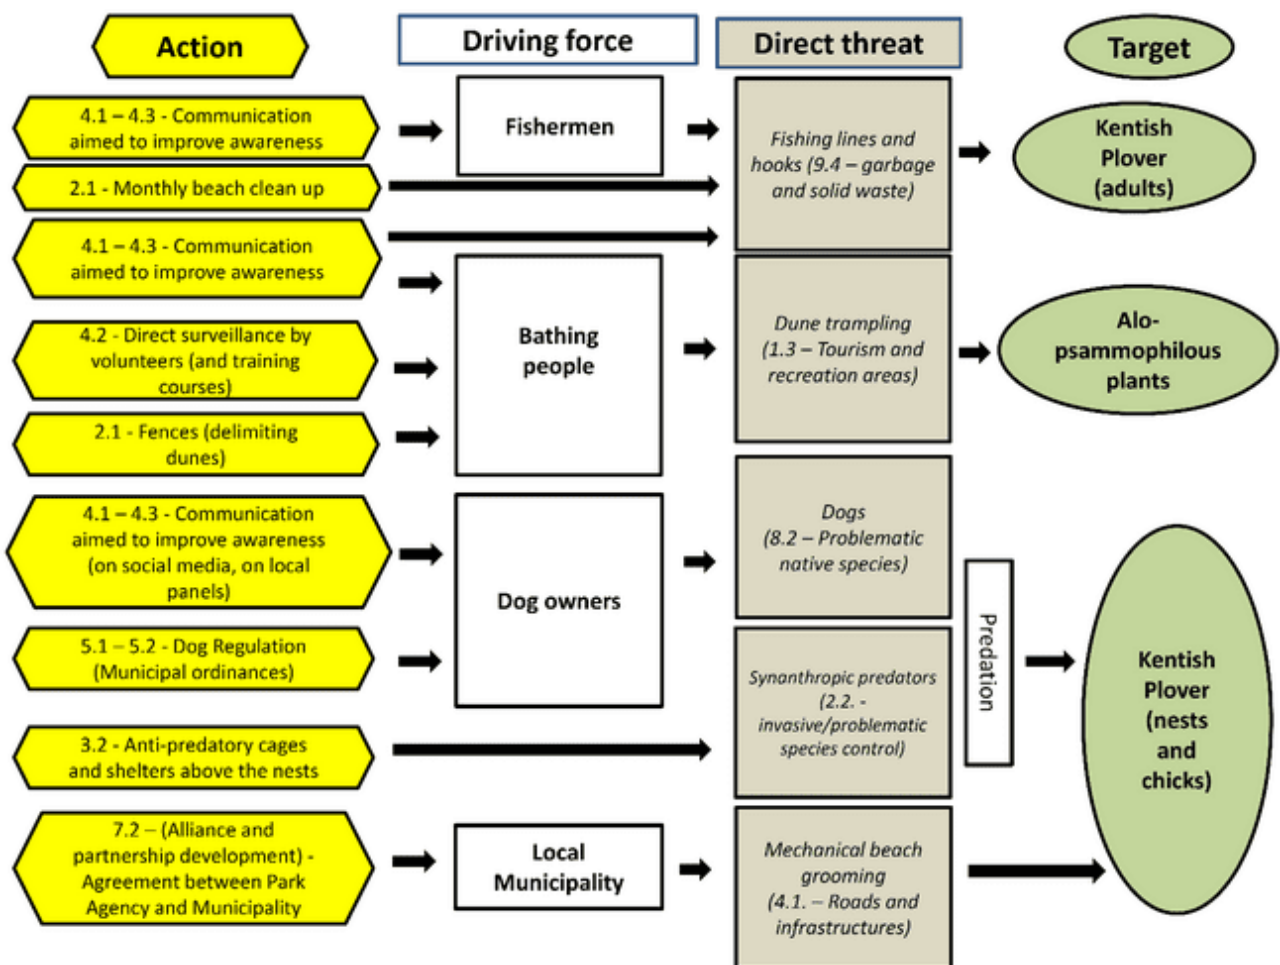 Action
Driving force
Direct threat
Target
4.1 – 4.3 - Communication
aimed to improve awareness
Fishermen
Fishing lines and
hooks (9.4 – garbage
and solid waste)
Kentish
Plover
(adults)
2.1 - Monthly beach clean up
4.1 – 4.3 - Communication
aimed to improve awareness
4.2 - Direct surveillance by
volunteers (and training
courses)
2.1 - Fences (delimiting
dunes)
Bathing
people
Dune trampling
(1.3 – Tourism and
recreation areas)
Alo-
psammophilous
plants
4.1 – 4.3 - Communication
aimed to improve awareness
(on social media, on local
panels)
5.1 – 5.2 - Dog Regulation
(Municipal ordinances)
Dog owners
Dogs
(8.2 – Problematic
native species)
3.2 - Anti-predatory cages
and shelters above the nests
Synanthropic predators
(2.2. -
invasive/problematic
species control)
Predation
Kentish
Plover
(nests
and
chicks)
7.2 – (Alliance and
partnership development) -
Agreement between Park
Agency and Municipality
Local
Municipality
Mechanical beach
grooming
(4.1. – Roads and
infrastructures)